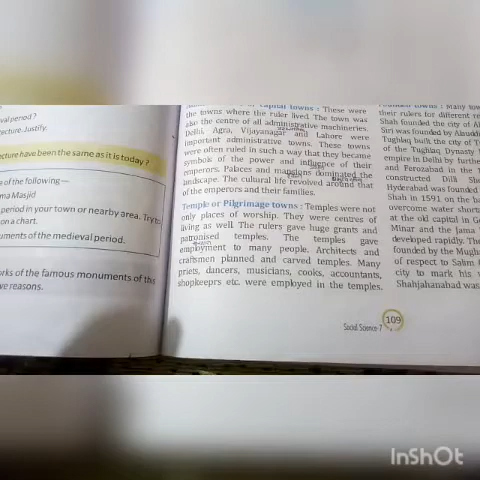 val period ?
ecture. Justify.
ecture have been the same as it is today ?
e of the following—
ma Masjid
period in your town or nearby area. Try to
on a chart.
uments of the medieval period.
orks of the famous monuments of this
ve reasons.
capital towns : These were
the towns where the ruler lived The town was
also the centre of all administrative machineries.
Delhi, Agra, Vijayanagar and Lahore were
important administrative towns. These towns
were often ruled in such a way that they became
symbols of the power and influence of their
emperors. Palaces and mansions dominated the
landscape. The cultural life revolved around that
of the emperors and their families.
Temple or Pilgrimage towns : Temples were not
only places of worship. They were centres of
living as well The rulers gave huge grants and
patronised temples. The temples gave
employment to many people. Architects and
craftsmen planned and carved temples. Many
priets, dancers, musicians, cooks, accountants,
shopkeeprs etc. were employed in the temples.
towns : Many tow
their rulers for different re
Shah founded the city of A
Siri was founded by Alauddi
Tughlaq built the city of T
of the Tughlaq Dynasty
empire in Delhi by furthe
and Ferozabad in the
constructed Dilli She
Hyderabad was founded
Shah in 1591 on the ba
overcome water short
at the old capital in Go
Minar and the Jama
developed rapidly. The
founded by the Mugh
of respect to Salim
city to mark his
Shahjahanabad was
Social Science-7
109
InShOt